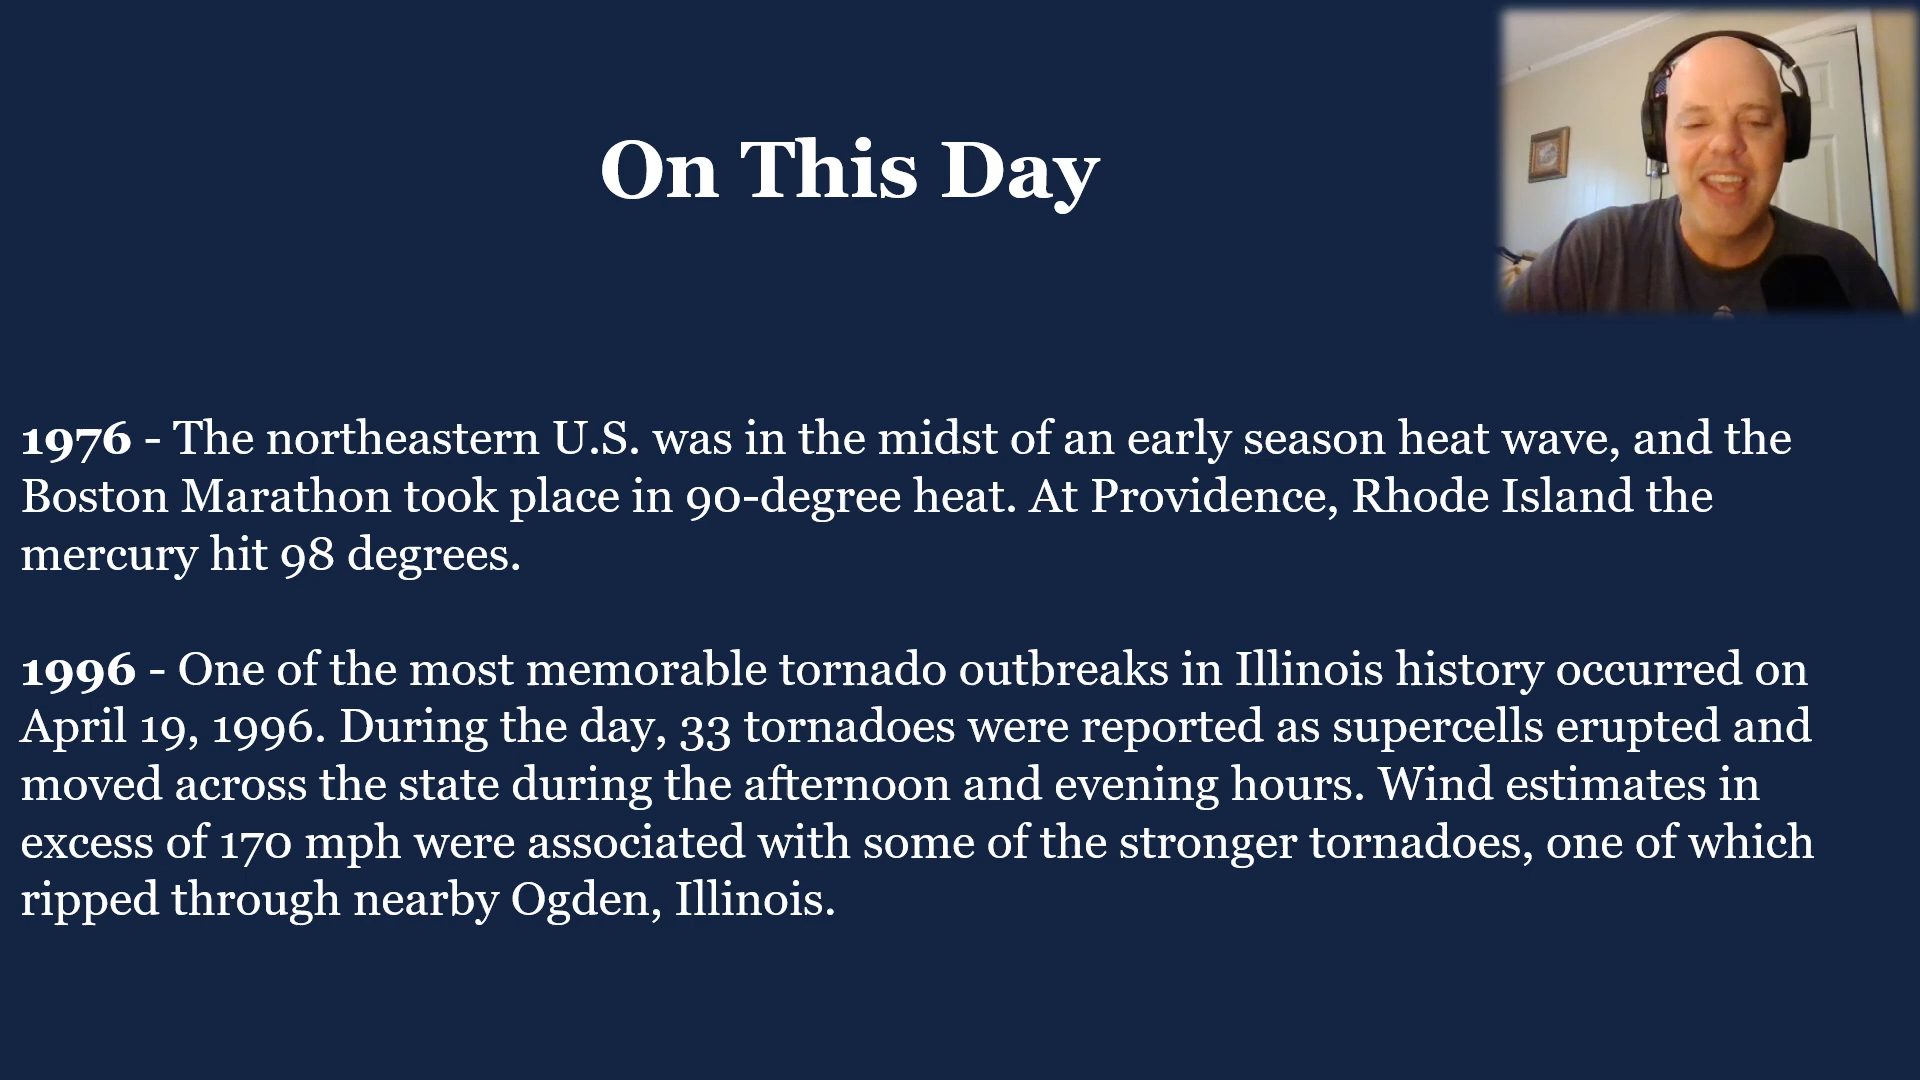 On This Day
1976 - The northeastern U.S. was in the midst of an early season heat wave, and the
Boston Marathon took place in 90-degree heat. At Providence, Rhode Island the
mercury hit 98 degrees.
1996 - One of the most memorable tornado outbreaks in Illinois history occurred on
April 19, 1996. During the day, 33 tornadoes were reported as supercells erupted and
moved across the state during the afternoon and evening hours. Wind estimates in
excess of 170 mph were associated with some of the stronger tornadoes, one of which
ripped through nearby Ogden, Illinois.